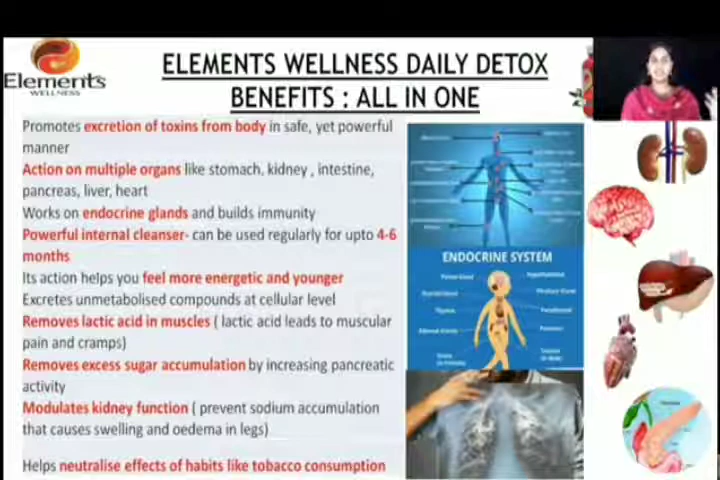 Elements
WELLNESS
ELEMENTS WELLNESS DAILY DETOX
BENEFITS : ALL IN ONE
Promotes excretion of toxins from body in safe, yet powerful
manner
Action on multiple organs like stomach, kidney , intestine,
pancreas, liver, heart
Works on endocrine glands and builds immunity
Powerful internal cleanser- can be used regularly for upto 4-6
months
Its action helps you feel more energetic and younger
Excretes unmetabolised compounds at cellular level
Removes lactic acid in muscles ( lactic acid leads to muscular
pain and cramps)
Removes excess sugar accumulation by increasing pancreatic
activity
Modulates kidney function ( prevent sodium accumulation
that causes swelling and oedema in legs)
Helps neutralise effects of habits like tobacco consumption
ENDOCRINE SYSTEM